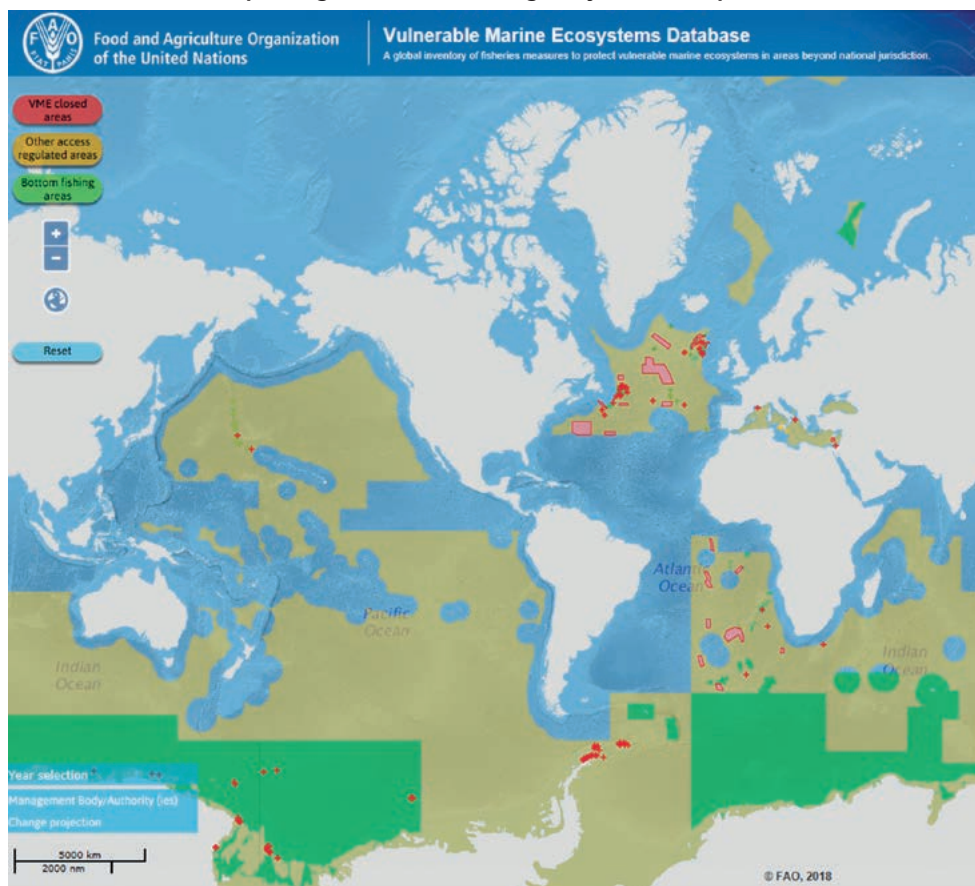 FAO
FIAT PANIS
Food and Agriculture Organization
of the United Nations
Vulnerable Marine Ecosystems Database
A global inventory of fisheries measures to protect vulnerable marine ecosystems in areas beyond national jurisdiction.
VME closed
areas
Other access
regulated areas
Bottom fishing
areas
+
−
Reset
Atlantic
Ocean
Pacific
Ocean
Indian
Ocean
Indian
Ocean
Year selection
Management Body/Authority (ies)
Change projection
5000 km
2000 nm
© FAO, 2018